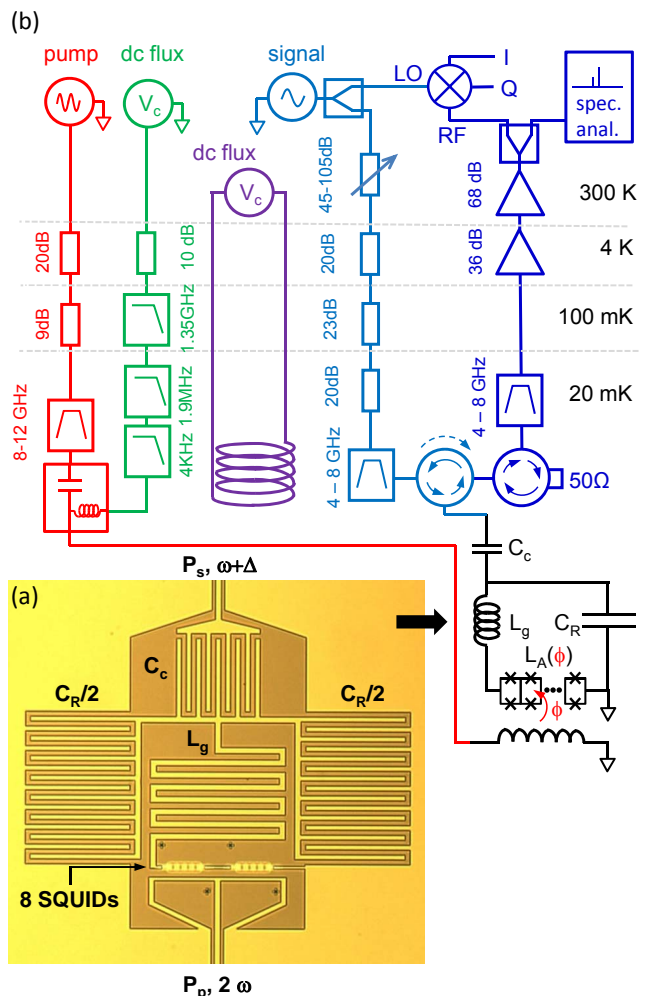 (b)
pump
dc flux
signal
LO
I
Q
RF
spec.
anal.
V_c
dc flux
V_c
45-105dB
68 dB
300 K
20dB
10 dB
20dB
36 dB
4 K
9dB
1.35GHz
23dB
100 mK
8-12 GHz
1.9MHz
4KHz
20dB
4 – 8 GHz
4 – 8 GHz
20 mK
50Ω
C_c
P_s, ω+Δ
(a)
C_c
C_R/2
C_R/2
L_g
8 SQUIDs
P_p, 2 ω
L_g
C_R
L_A(ϕ)
ϕ